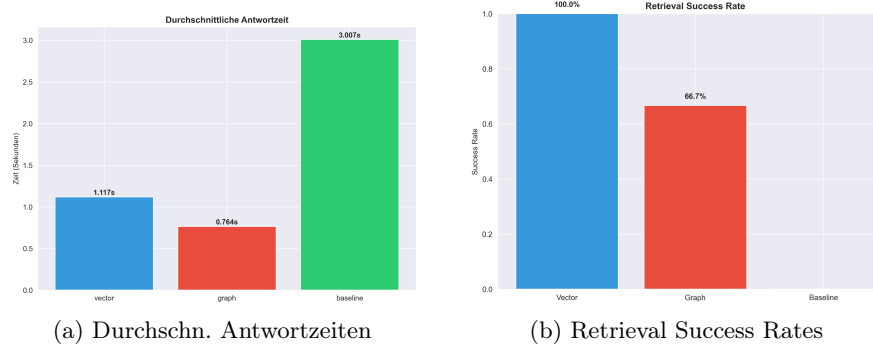 Durchschnittliche Antwortzeit
Zeit (Sekunden)
3.0
2.5
2.0
1.5
1.0
0.5
0.0
1.117s
0.764s
3.007s
vector graph baseline
(a) Durchschn. Antwortzeiten
Retrieval Success Rate
Success Rate
1.0
0.8
0.6
0.4
0.2
0.0
100.0%
66.7%
Vector Graph Baseline
(b) Retrieval Success Rates